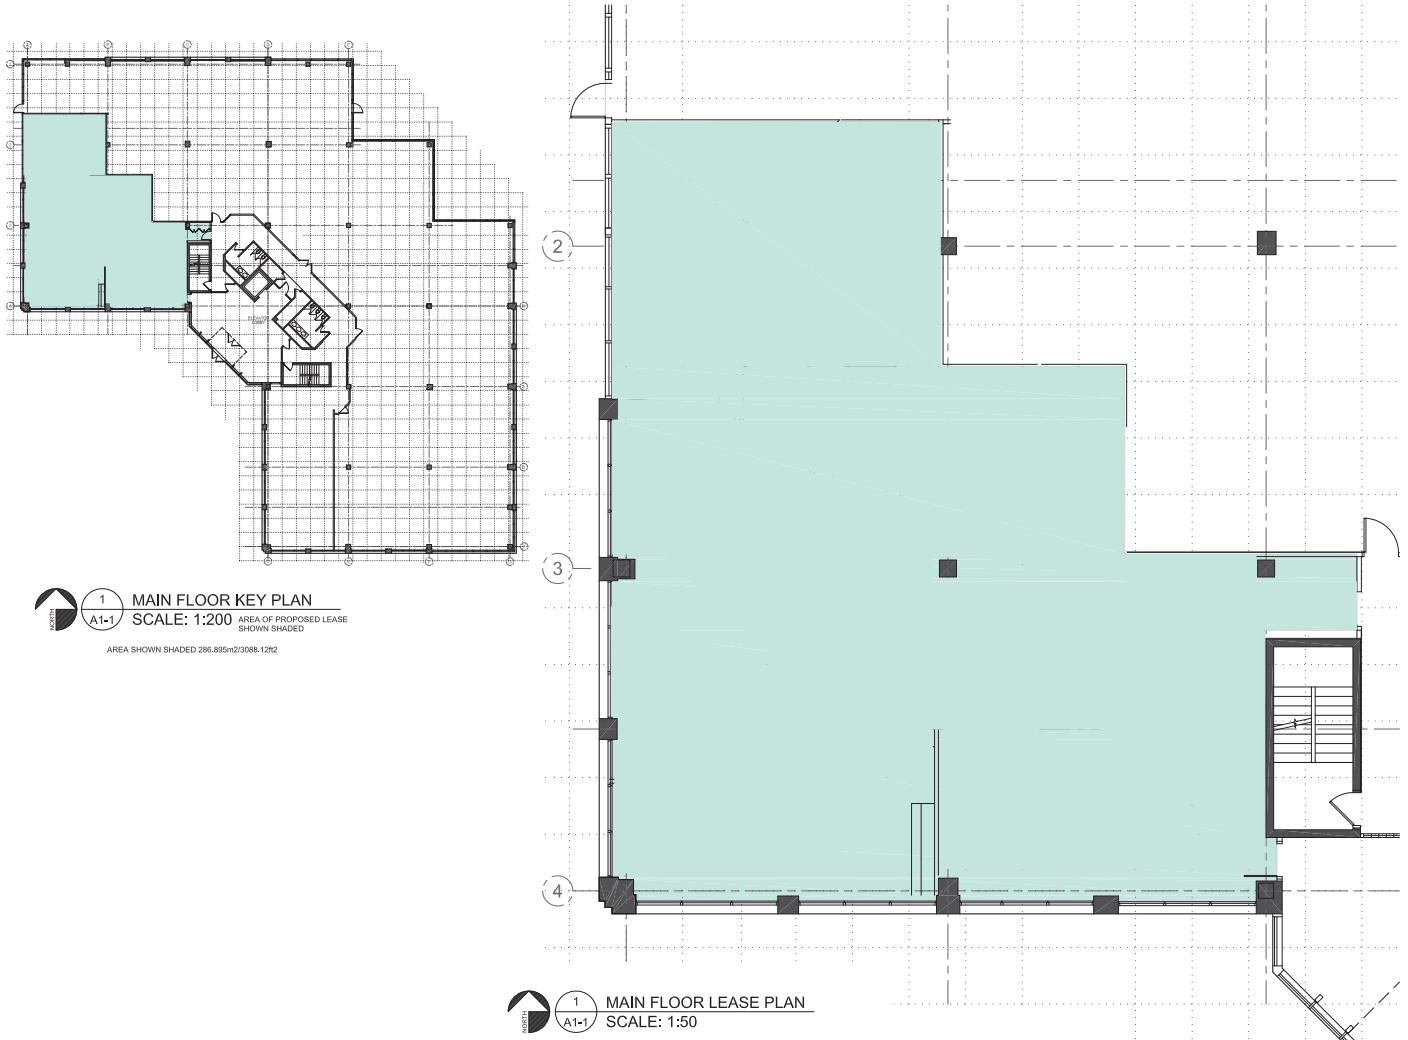 2
3
4
ELEVATOR
LOBBY
1
A1-1
NORTH
MAIN FLOOR KEY PLAN
SCALE: 1:200 AREA OF PROPOSED LEASE
SHOWN SHADED
AREA SHOWN SHADED 286.895m2/3088.12ft2
1
A1-1
NORTH
MAIN FLOOR LEASE PLAN
SCALE: 1:50